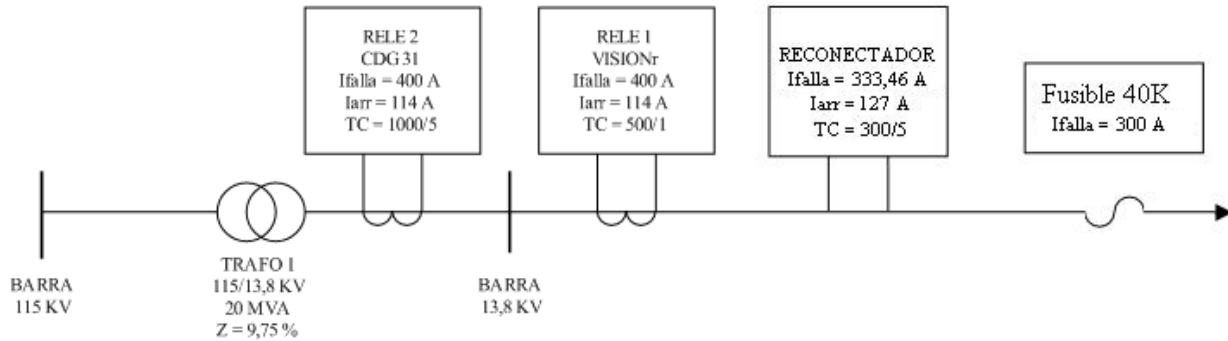 RELE 2
CDG 31
Ifalla = 400 A
Iarr = 114 A
TC = 1000/5
RELE 1
VISIONr
Ifalla = 400 A
Iarr = 114 A
TC = 500/1
RECONECTADOR
Ifalla = 333,46 A
Iarr = 127 A
TC = 300/5
Fusible 40K
Ifalla = 300 A
BARRA
115 KV
TRAFO 1
115/13,8 KV
20 MVA
Z = 9,75 %
BARRA
13,8 KV